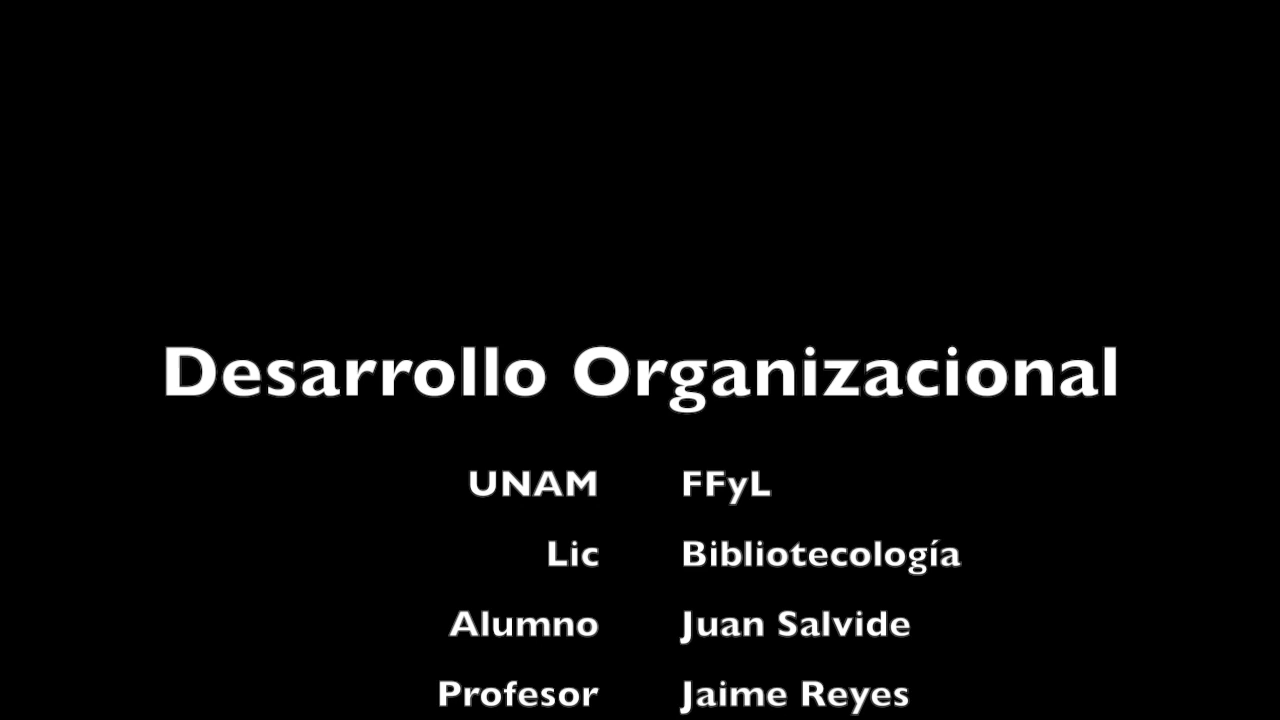 Desarrollo Organizacional
UNAM FFyL
Lic Bibliotecología
Alumno Juan Salvide
Profesor Jaime Reyes